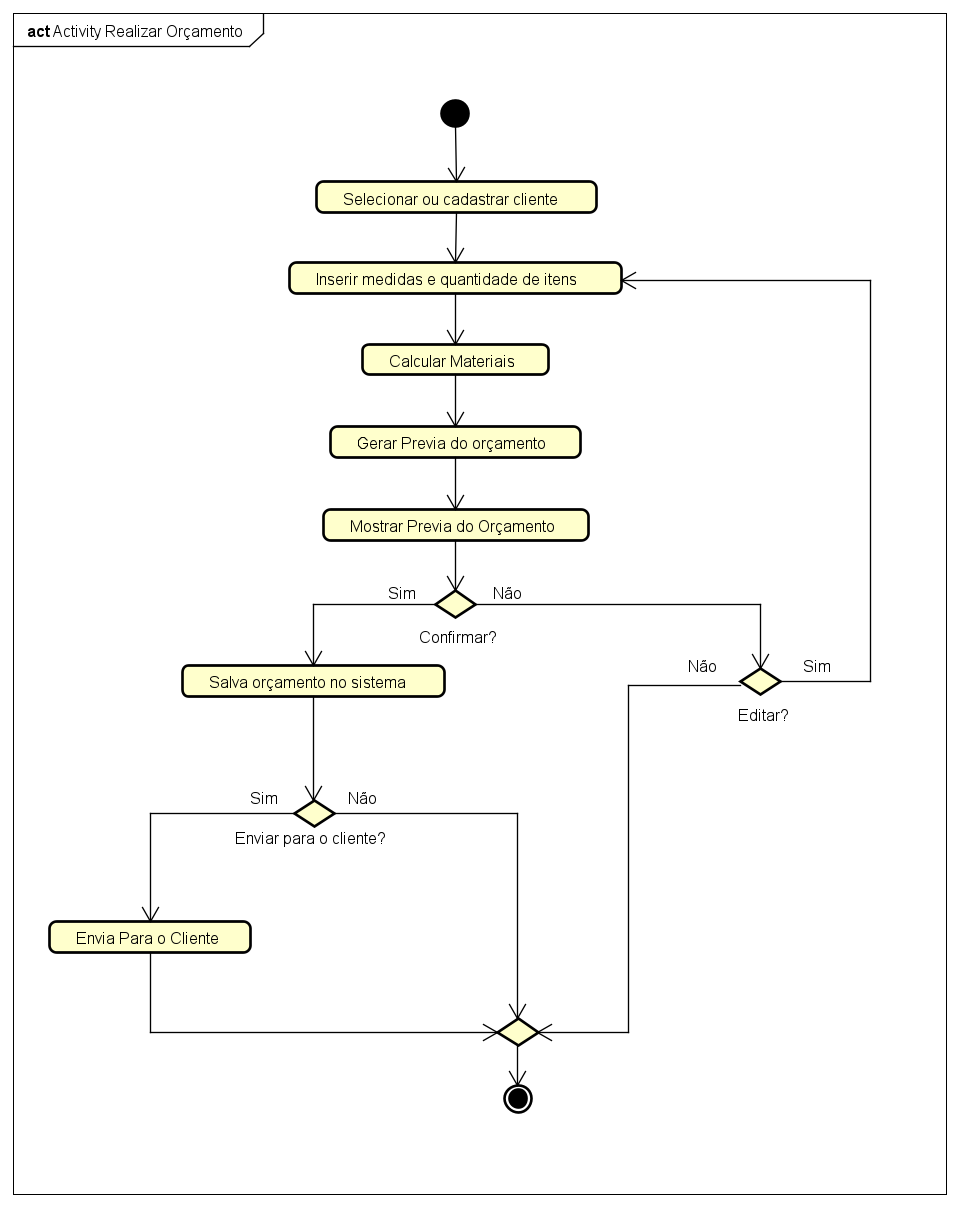 act Activity Realizar Orçamento
Selecionar ou cadastrar cliente
Inserir medidas e quantidade de itens
Calcular Materiais
Gerar Previa do orçamento
Mostrar Previa do Orçamento
Sim
Não
Confirmar?
Salva orçamento no sistema
Não
Sim
Editar?
Sim
Não
Enviar para o cliente?
Envia Para o Cliente